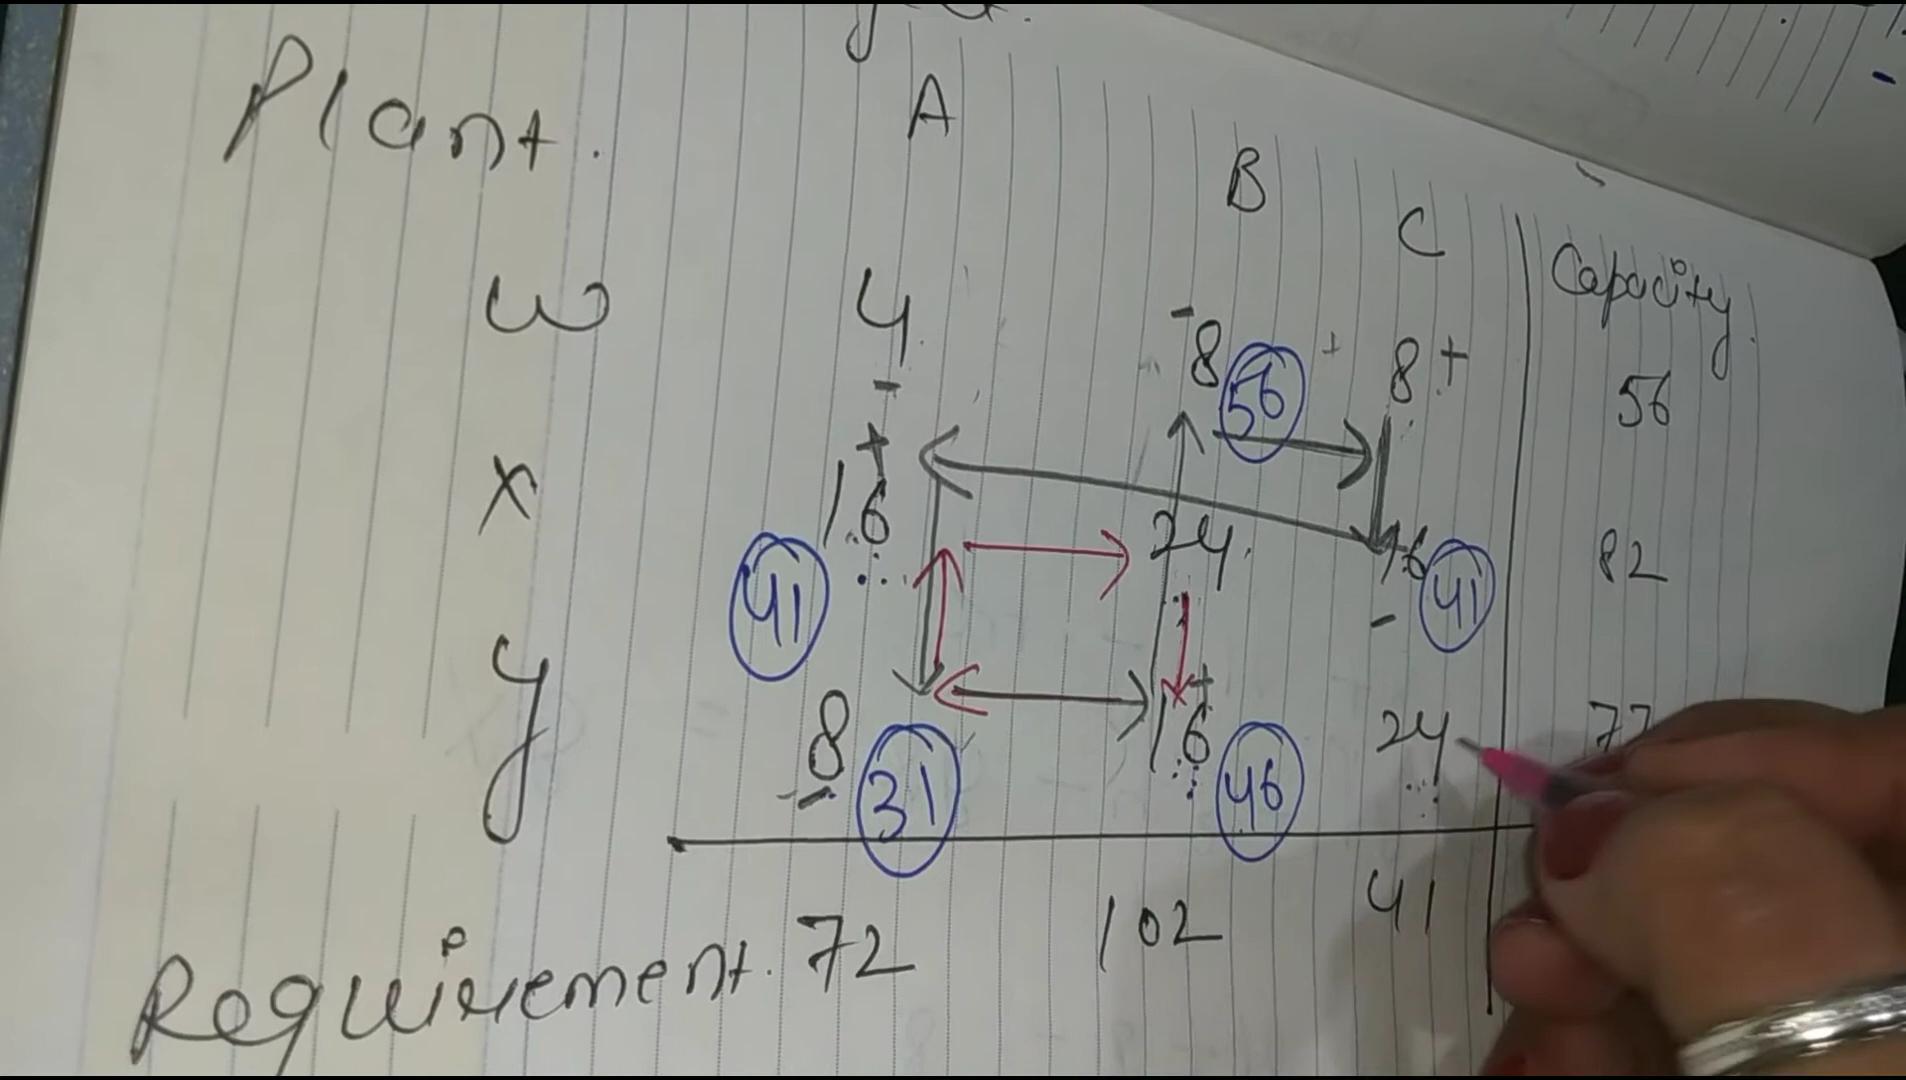 Plant. A B C Capacity
w 4 - -8 56 + 8 + 56
x + 16 41 24 16 41 - 82
y -8 31 + 16 46 24 77
Requirement. 72 102 41